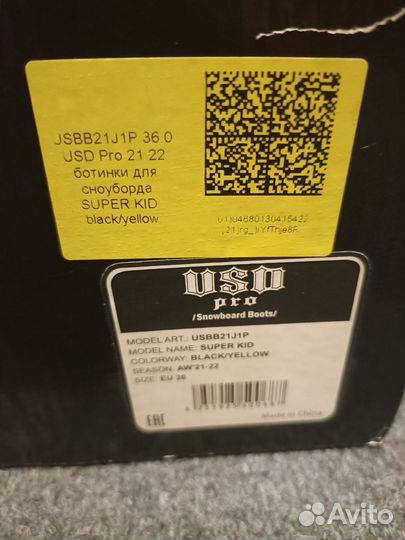 JSBB21J1P 36.0
USD Pro 21 22
ботинки для
сноуборда
SUPER KID
black/yellow
USD
pro
/Snowboard Boots/
MODEL ART.: USBB21J1P
MODEL NAME: SUPER KID
COLORWAY: BLACK/YELLOW
SEASON: AW'21-22
SIZE: EU 36
EAC
Made in China
Avito